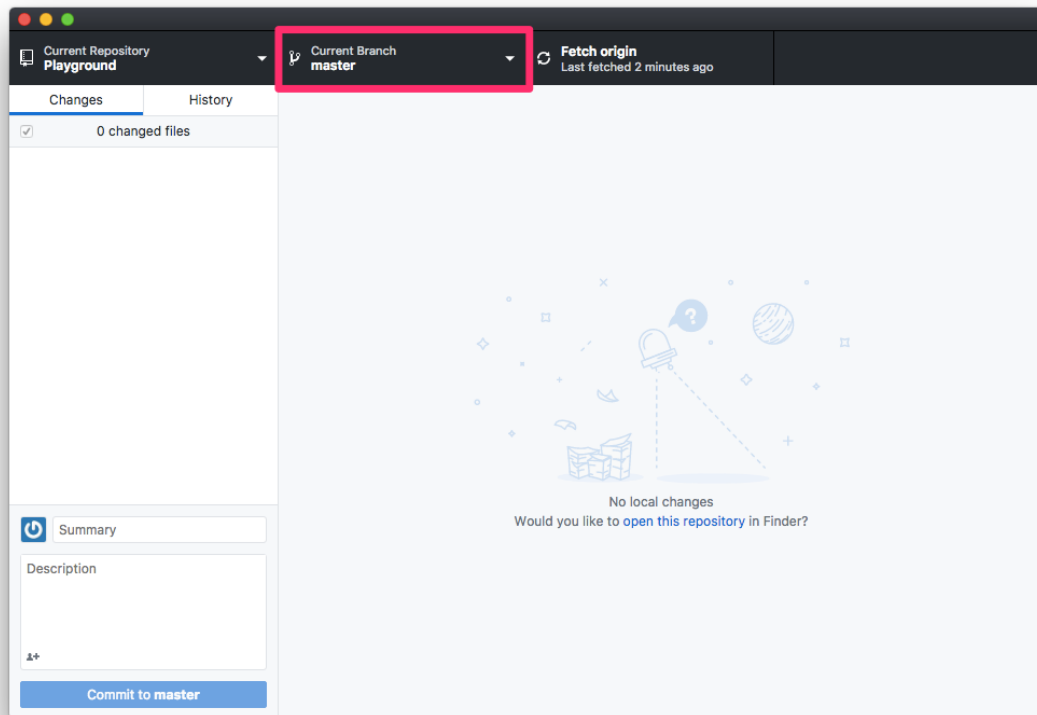 Current Repository
Playground
Current Branch
master
Fetch origin
Last fetched 2 minutes ago
Changes
History
0 changed files
?
No local changes
Would you like to open this repository in Finder?
Summary
Description
Commit to master